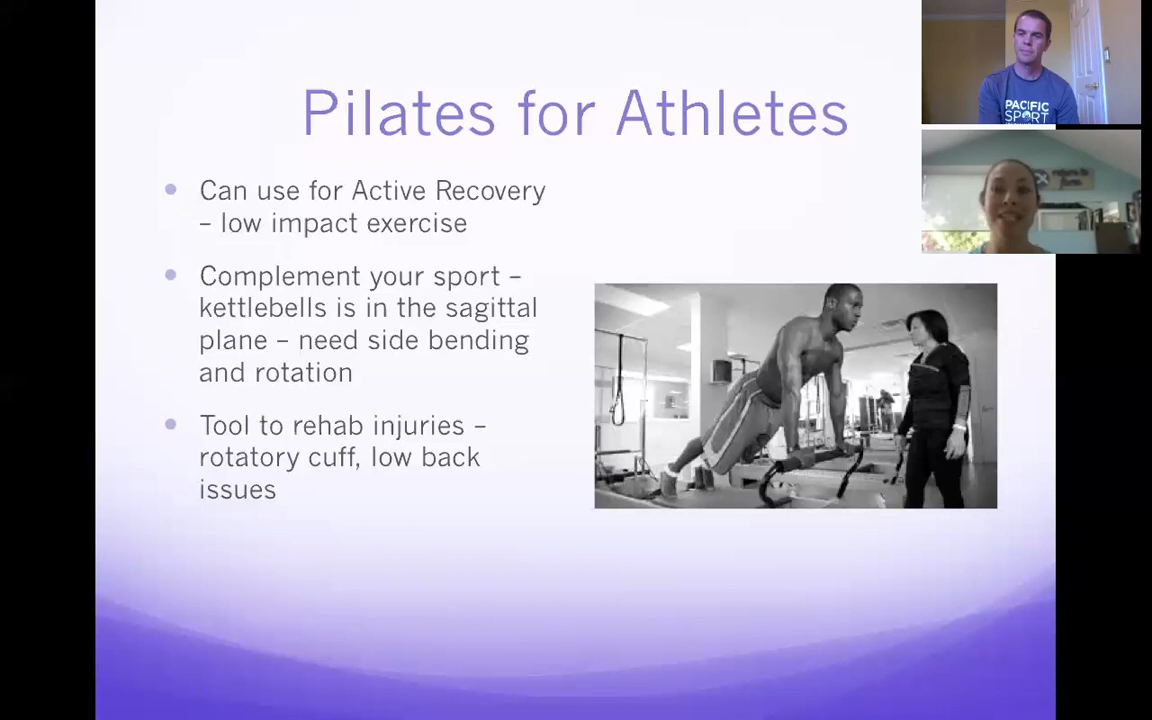 Pilates for Athletes
Can use for Active Recovery
– low impact exercise
Complement your sport –
kettlebells is in the sagittal
plane – need side bending
and rotation
Tool to rehab injuries –
rotatory cuff, low back
issues
PACIFIC
SPORT